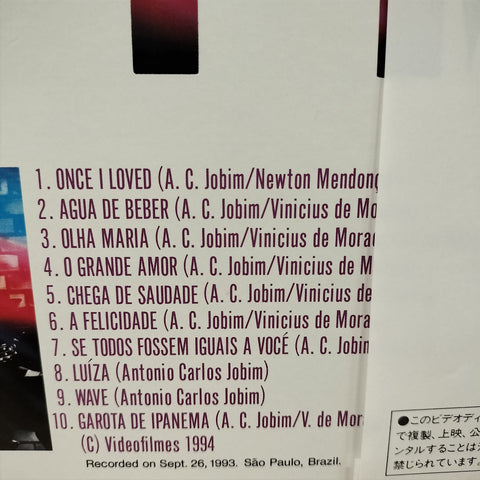 1. ONCE I LOVED (A. C. Jobim/Newton Mendonç
2. AGUA DE BEBER (A. C. Jobim/Vinicius de Mo
3. OLHA MARIA (A. C. Jobim/Vinicius de Morae
4. O GRANDE AMOR (A. C. Jobim/Vinicius de M
5. CHEGA DE SAUDADE (A. C. Jobim/Vinicius de
6. A FELICIDADE (A. C. Jobim/Vinicius de Mora
7. SE TODOS FOSSEM IGUAIS A VOCÊ (A. C. Jobin
8. LUÍZA (Antonio Carlos Jobim)
9. WAVE (Antonio Carlos Jobim)
10. GAROTA DE IPANEMA (A. C. Jobim/V. de Mora
(C) Videofilmes 1994
Recorded on Sept. 26,1993. São Paulo, Brazil.
●このビデオディ
で複製、上映、公
ンタルすることは
禁じられています。